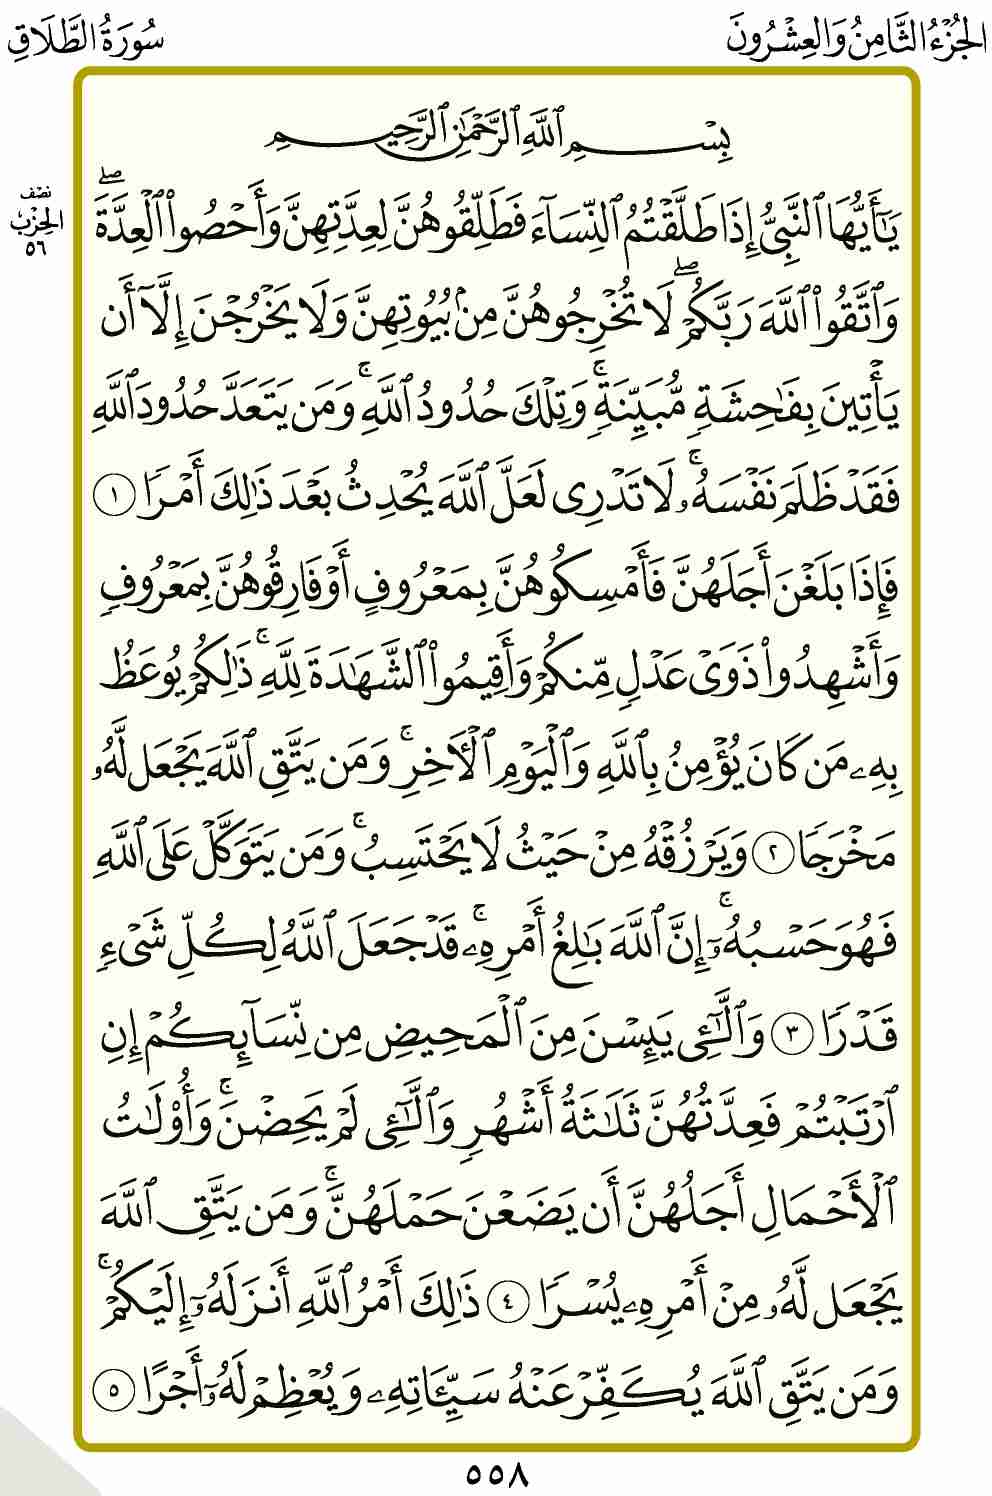 الجُزْءُ الثَّامِنُ وَالعِشْرُونَ
سُورَةُ الطَّلَاقِ
بِسْمِ ٱللَّهِ ٱلرَّحْمَٰنِ ٱلرَّحِيمِ
يَٰٓأَيُّهَا ٱلنَّبِيُّ إِذَا طَلَّقْتُمُ ٱلنِّسَآءَ فَطَلِّقُوهُنَّ لِعِدَّتِهِنَّ وَأَحْصُوا۟ ٱلْعِدَّةَ ۖ
نصف
الحزب
٥٦
وَٱتَّقُوا۟ ٱللَّهَ رَبَّكُمْ ۖ لَا تُخْرِجُوهُنَّ مِنۢ بُيُوتِهِنَّ وَلَا يَخْرُجْنَ إِلَّآ أَن
يَأْتِينَ بِفَٰحِشَةٍ مُّبَيِّنَةٍ ۚ وَتِلْكَ حُدُودُ ٱللَّهِ ۚ وَمَن يَتَعَدَّ حُدُودَ ٱللَّهِ
فَقَدْ ظَلَمَ نَفْسَهُۥ ۚ لَا تَدْرِى لَعَلَّ ٱللَّهَ يُحْدِثُ بَعْدَ ذَٰلِكَ أَمْرًا ١
فَإِذَا بَلَغْنَ أَجَلَهُنَّ فَأَمْسِكُوهُنَّ بِمَعْرُوفٍ أَوْ فَارِقُوهُنَّ بِمَعْرُوفٍ
وَأَشْهِدُوا۟ ذَوَىْ عَدْلٍ مِّنكُمْ وَأَقِيمُوا۟ ٱلشَّهَٰدَةَ لِلَّهِ ۚ ذَٰلِكُمْ يُوعَظُ
بِهِۦ مَن كَانَ يُؤْمِنُ بِٱللَّهِ وَٱلْيَوْمِ ٱلْءَاخِرِ ۚ وَمَن يَتَّقِ ٱللَّهَ يَجْعَل لَّهُۥ
مَخْرَجًا ٢ وَيَرْزُقْهُ مِنْ حَيْثُ لَا يَحْتَسِبُ ۚ وَمَن يَتَوَكَّلْ عَلَى ٱللَّهِ
فَهُوَ حَسْبُهُۥٓ ۚ إِنَّ ٱللَّهَ بَٰلِغُ أَمْرِهِۦ ۚ قَدْ جَعَلَ ٱللَّهُ لِكُلِّ شَىْءٍ
قَدْرًا ٣ وَٱلَّٰٓـِٔى يَئِسْنَ مِنَ ٱلْمَحِيضِ مِن نِّسَآئِكُمْ إِنِ
ٱرْتَبْتُمْ فَعِدَّتُهُنَّ ثَلَٰثَةُ أَشْهُرٍ وَٱلَّٰٓـِٔى لَمْ يَحِضْنَ ۚ وَأُو۟لَٰتُ
ٱلْأَحْمَالِ أَجَلُهُنَّ أَن يَضَعْنَ حَمْلَهُنَّ ۚ وَمَن يَتَّقِ ٱللَّهَ
يَجْعَل لَّهُۥ مِنْ أَمْرِهِۦ يُسْرًا ٤ ذَٰلِكَ أَمْرُ ٱللَّهِ أَنزَلَهُۥٓ إِلَيْكُمْ ۚ
وَمَن يَتَّقِ ٱللَّهَ يُكَفِّرْ عَنْهُ سَيِّـَٔاتِهِۦ وَيُعْظِمْ لَهُۥٓ أَجْرًا ٥
٥٥٨